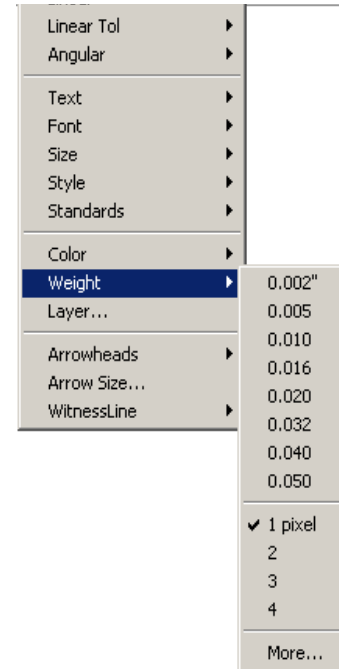 Linear Tol
Angular
Text
Font
Size
Style
Standards
Color
Weight
Layer...
Arrowheads
Arrow Size...
WitnessLine
0.002"
0.005
0.010
0.016
0.020
0.032
0.040
0.050
1 pixel
2
3
4
More...